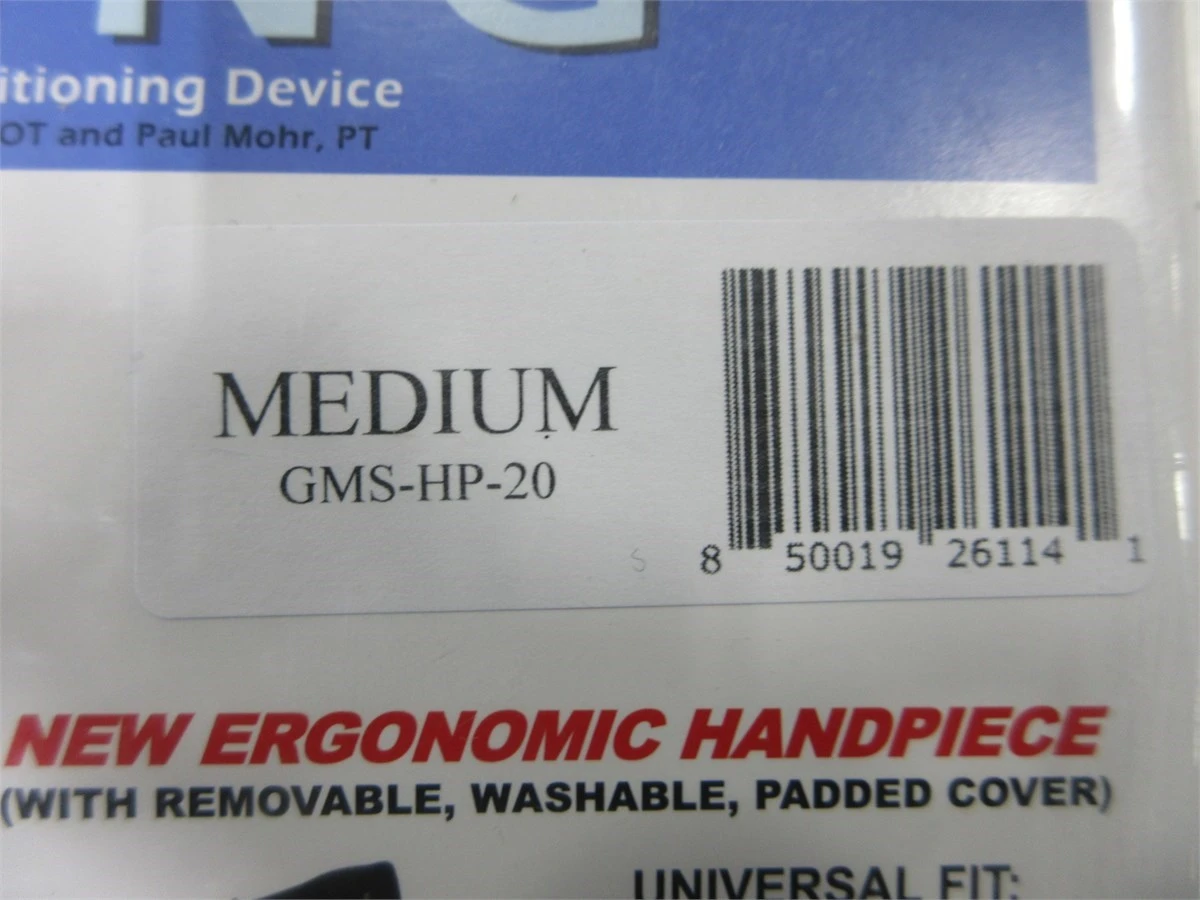 NG
itioning Device
OT and Paul Mohr, PT
MEDIUM
GMS-HP-20
S
8 50019 26114 1
NEW ERGONOMIC HANDPIECE
(WITH REMOVABLE, WASHABLE, PADDED COVER)
UNIVERSAL FIT: